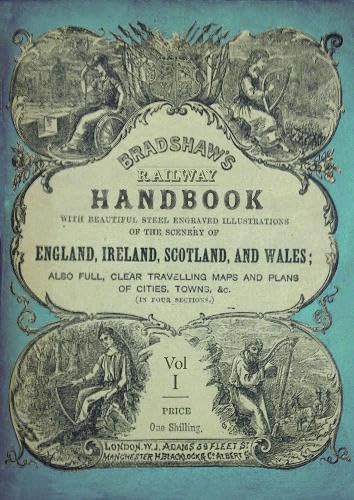 BRADSHAW'S
RAILWAY
HANDBOOK
WITH BEAUTIFUL STEEL ENGRAVED ILLUSTRATIONS
OF THE SCENERY OF
ENGLAND, IRELAND, SCOTLAND, AND WALES;
ALSO FULL, CLEAR TRAVELLING MAPS AND PLANS
OF CITIES, TOWNS, &c.
(IN FOUR SECTIONS.)
Vol
I
PRICE
One Shilling.
LONDON. W. J. ADAMS 59 FLEET ST.
MANCHESTER H. BLACKLOCK & Co ALBERT Sq